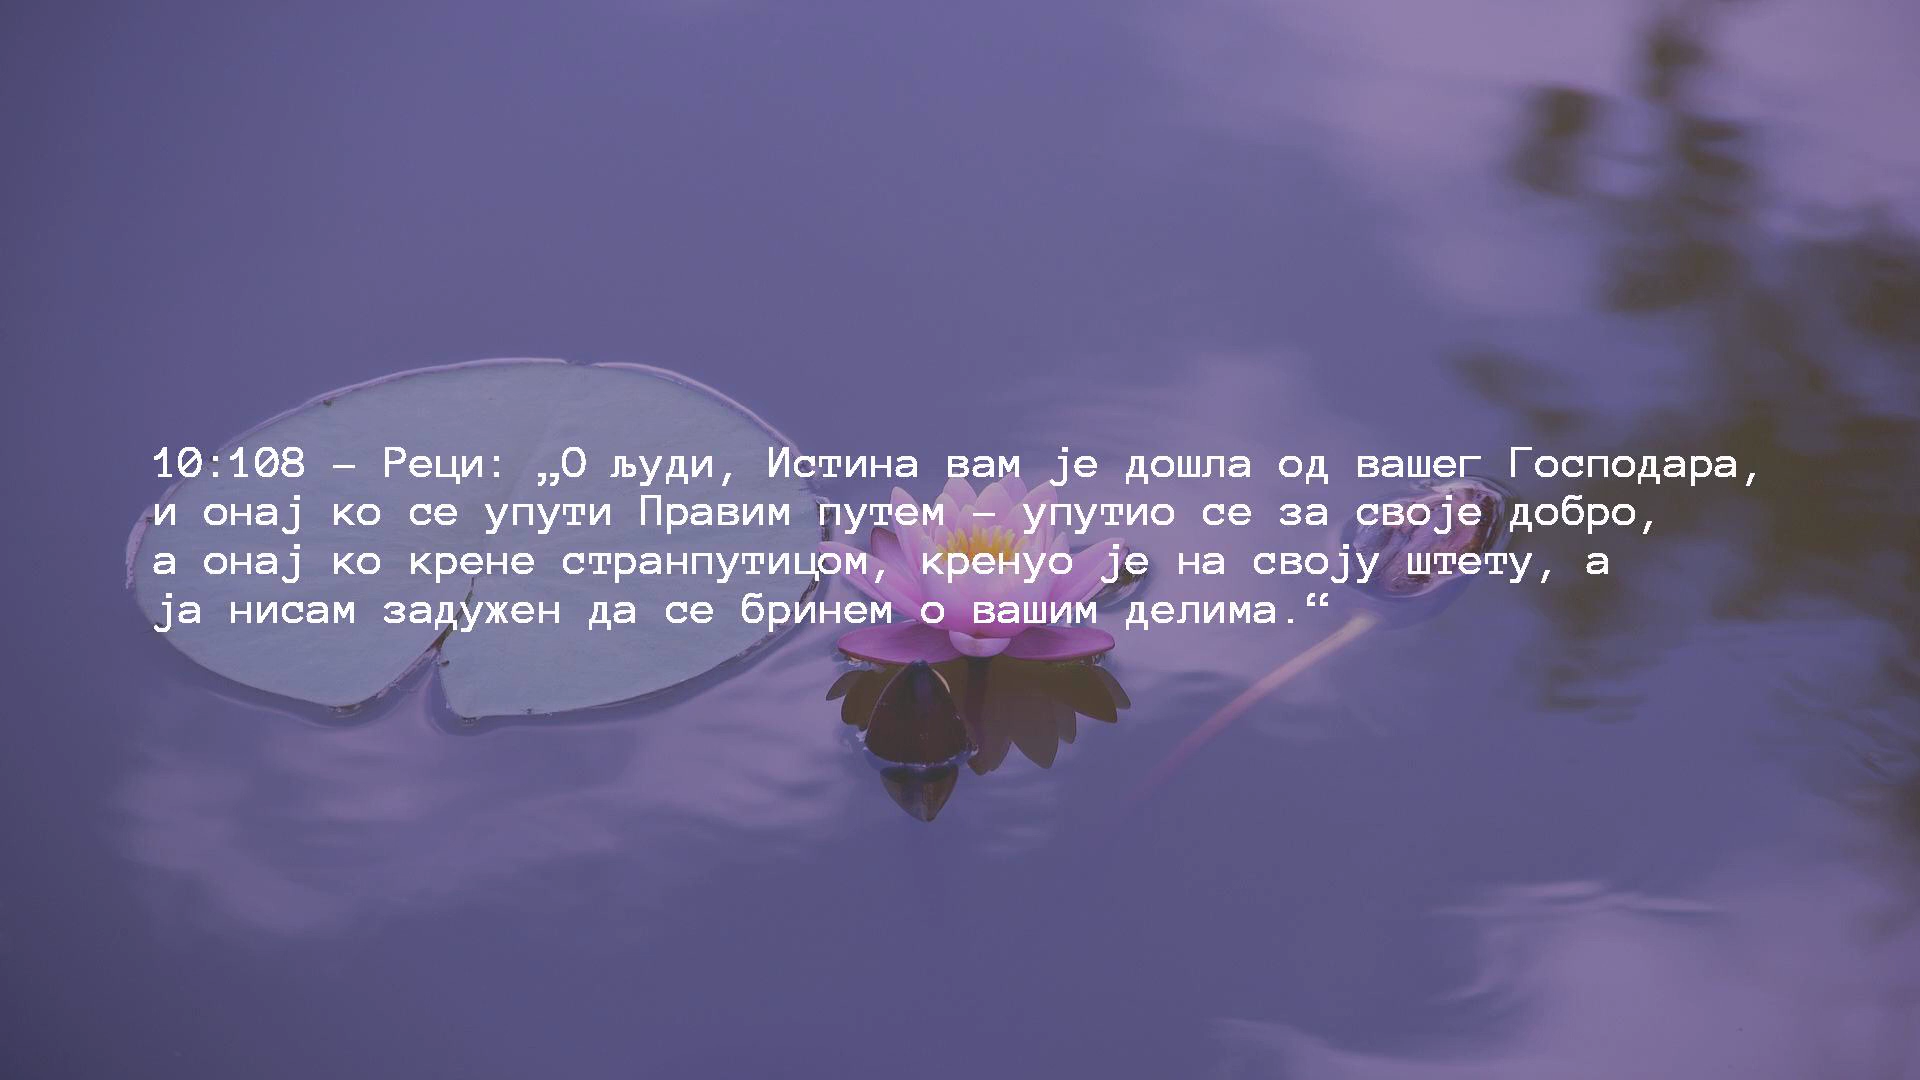 10:108 – Реци: „О људи, Истина вам је дошла од вашег Господара,
и онај ко се упути Правим путем – упутио се за своје добро,
а онај ко крене странпутицом, кренуо је на своју штету, а
ја нисам задужен да се бринем о вашим делима.“